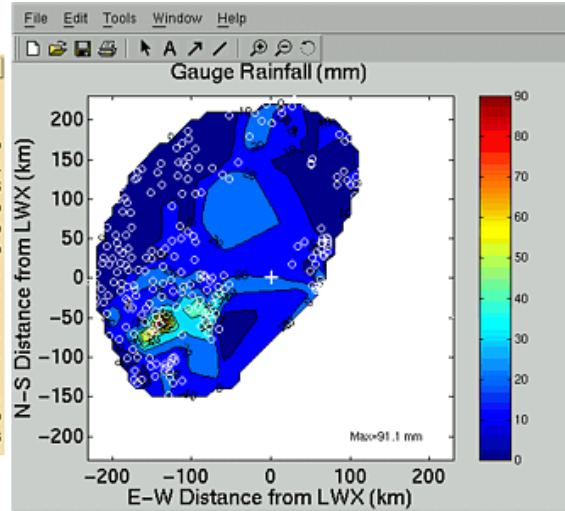 File Edit Tools Window Help
A
Gauge Rainfall (mm)
N-S Distance from LWX (km)
200
150
100
50
0
-50
-100
-150
-200
-200 -100 0 100 200
E-W Distance from LWX (km)
Max=91.1 mm
90
80
70
60
50
40
30
20
10
0